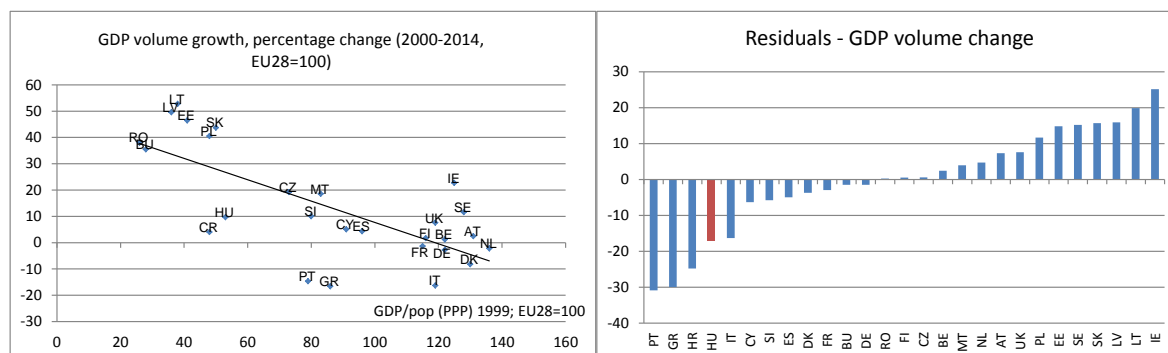 GDP volume growth, percentage change (2000-2014,
EU28=100)
60
50
40
30
20
10
0
-10
-20
-30
LT
LV
EE
SK
PL
RO
BU
CZ
MT
IE
SE
HU
SI
UK
CR
CY
ES
FI
BE
AT
FR
DE
NL
DK
PT
GR
IT
GDP/pop (PPP) 1999; EU28=100
0 20 40 60 80 100 120 140 160
Residuals - GDP volume change
30
20
10
0
-10
-20
-30
-40
PT GR HR HU IT CY SI ES DK FR BU DE RO FI CZ BE MT NL AT UK PL EE SE SK LV LT IE